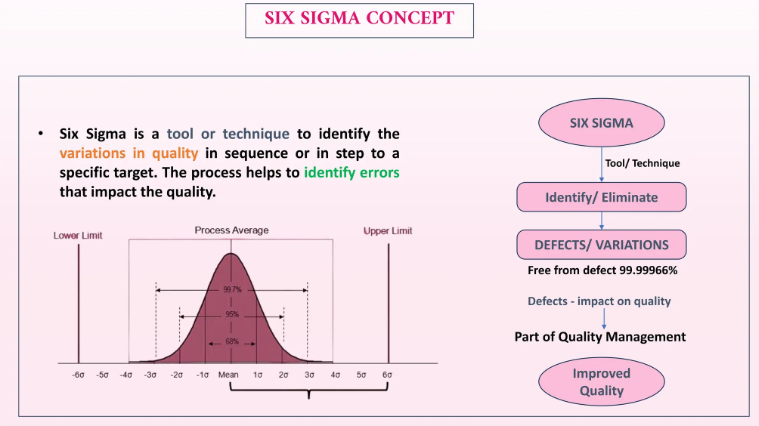 SIX SIGMA CONCEPT
• Six Sigma is a tool or technique to identify the
variations in quality in sequence or in step to a
specific target. The process helps to identify errors
that impact the quality.
Lower Limit
Process Average
Upper Limit
99.7%
95%
68%
-6σ -5σ -4σ -3σ -2σ -1σ Mean 1σ 2σ 3σ 4σ 5σ 6σ
SIX SIGMA
Tool/ Technique
Identify/ Eliminate
DEFECTS/ VARIATIONS
Free from defect 99.99966%
Defects - impact on quality
Part of Quality Management
Improved
Quality